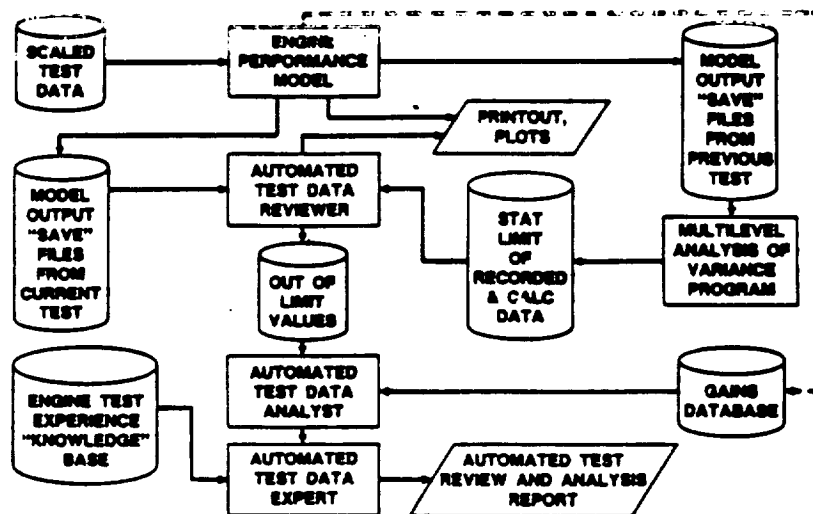 SCALED
TEST
DATA
ENGINE
PERFORMANCE
MODEL
MODEL
OUTPUT
"SAVE"
FILES
FROM
PREVIOUS
TEST
PRINTOUT,
PLOTS
MODEL
OUTPUT
"SAVE"
FILES
FROM
CURRENT
TEST
AUTOMATED
TEST DATA
REVIEWER
STAT
LIMIT
OF
RECORDED
& CALC
DATA
MULTILEVEL
ANALYSIS OF
VARIANCE
PROGRAM
OUT OF
LIMIT
VALUES
ENGINE TEST
EXPERIENCE
"KNOWLEDGE"
BASE
AUTOMATED
TEST DATA
ANALYST
GAINS
DATABASE
AUTOMATED
TEST DATA
EXPERT
AUTOMATED TEST
REVIEW AND ANALYSIS
REPORT